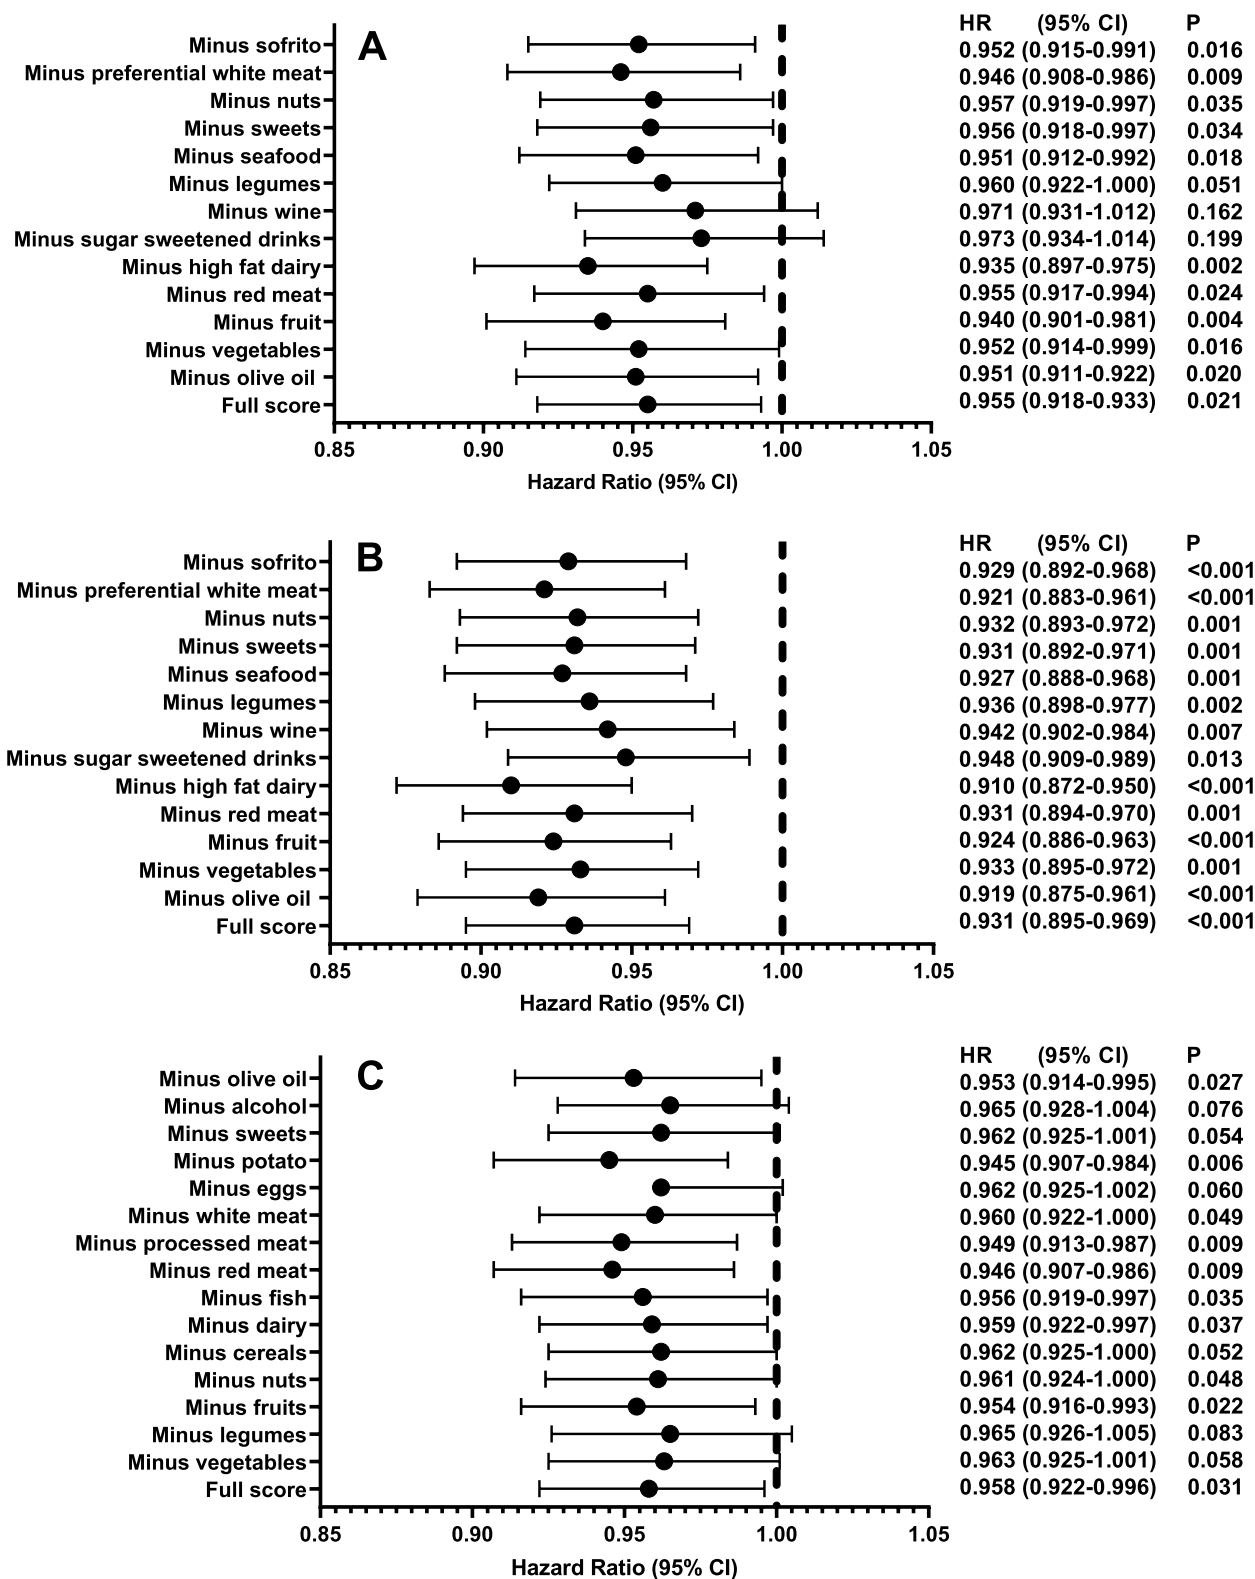 A
HR (95% CI) P
Minus sofrito 0.952 (0.915-0.991) 0.016
Minus preferential white meat 0.946 (0.908-0.986) 0.009
Minus nuts 0.957 (0.919-0.997) 0.035
Minus sweets 0.956 (0.918-0.997) 0.034
Minus seafood 0.951 (0.912-0.992) 0.018
Minus legumes 0.960 (0.922-1.000) 0.051
Minus wine 0.971 (0.931-1.012) 0.162
Minus sugar sweetened drinks 0.973 (0.934-1.014) 0.199
Minus high fat dairy 0.935 (0.897-0.975) 0.002
Minus red meat 0.955 (0.917-0.994) 0.024
Minus fruit 0.940 (0.901-0.981) 0.004
Minus vegetables 0.952 (0.914-0.999) 0.016
Minus olive oil 0.951 (0.911-0.922) 0.020
Full score 0.955 (0.918-0.933) 0.021
0.85 0.90 0.95 1.00 1.05
Hazard Ratio (95% CI)
B
HR (95% CI) P
Minus sofrito 0.929 (0.892-0.968) <0.001
Minus preferential white meat 0.921 (0.883-0.961) <0.001
Minus nuts 0.932 (0.893-0.972) 0.001
Minus sweets 0.931 (0.892-0.971) 0.001
Minus seafood 0.927 (0.888-0.968) 0.001
Minus legumes 0.936 (0.898-0.977) 0.002
Minus wine 0.942 (0.902-0.984) 0.007
Minus sugar sweetened drinks 0.948 (0.909-0.989) 0.013
Minus high fat dairy 0.910 (0.872-0.950) <0.001
Minus red meat 0.931 (0.894-0.970) 0.001
Minus fruit 0.924 (0.886-0.963) <0.001
Minus vegetables 0.933 (0.895-0.972) 0.001
Minus olive oil 0.919 (0.875-0.961) <0.001
Full score 0.931 (0.895-0.969) <0.001
0.85 0.90 0.95 1.00 1.05
Hazard Ratio (95% CI)
C
HR (95% CI) P
Minus olive oil 0.953 (0.914-0.995) 0.027
Minus alcohol 0.965 (0.928-1.004) 0.076
Minus sweets 0.962 (0.925-1.001) 0.054
Minus potato 0.945 (0.907-0.984) 0.006
Minus eggs 0.962 (0.925-1.002) 0.060
Minus white meat 0.960 (0.922-1.000) 0.049
Minus processed meat 0.949 (0.913-0.987) 0.009
Minus red meat 0.946 (0.907-0.986) 0.009
Minus fish 0.956 (0.919-0.997) 0.035
Minus dairy 0.959 (0.922-0.997) 0.037
Minus cereals 0.962 (0.925-1.000) 0.052
Minus nuts 0.961 (0.924-1.000) 0.048
Minus fruits 0.954 (0.916-0.993) 0.022
Minus legumes 0.965 (0.926-1.005) 0.083
Minus vegetables 0.963 (0.925-1.001) 0.058
Full score 0.958 (0.922-0.996) 0.031
0.85 0.90 0.95 1.00 1.05
Hazard Ratio (95% CI)